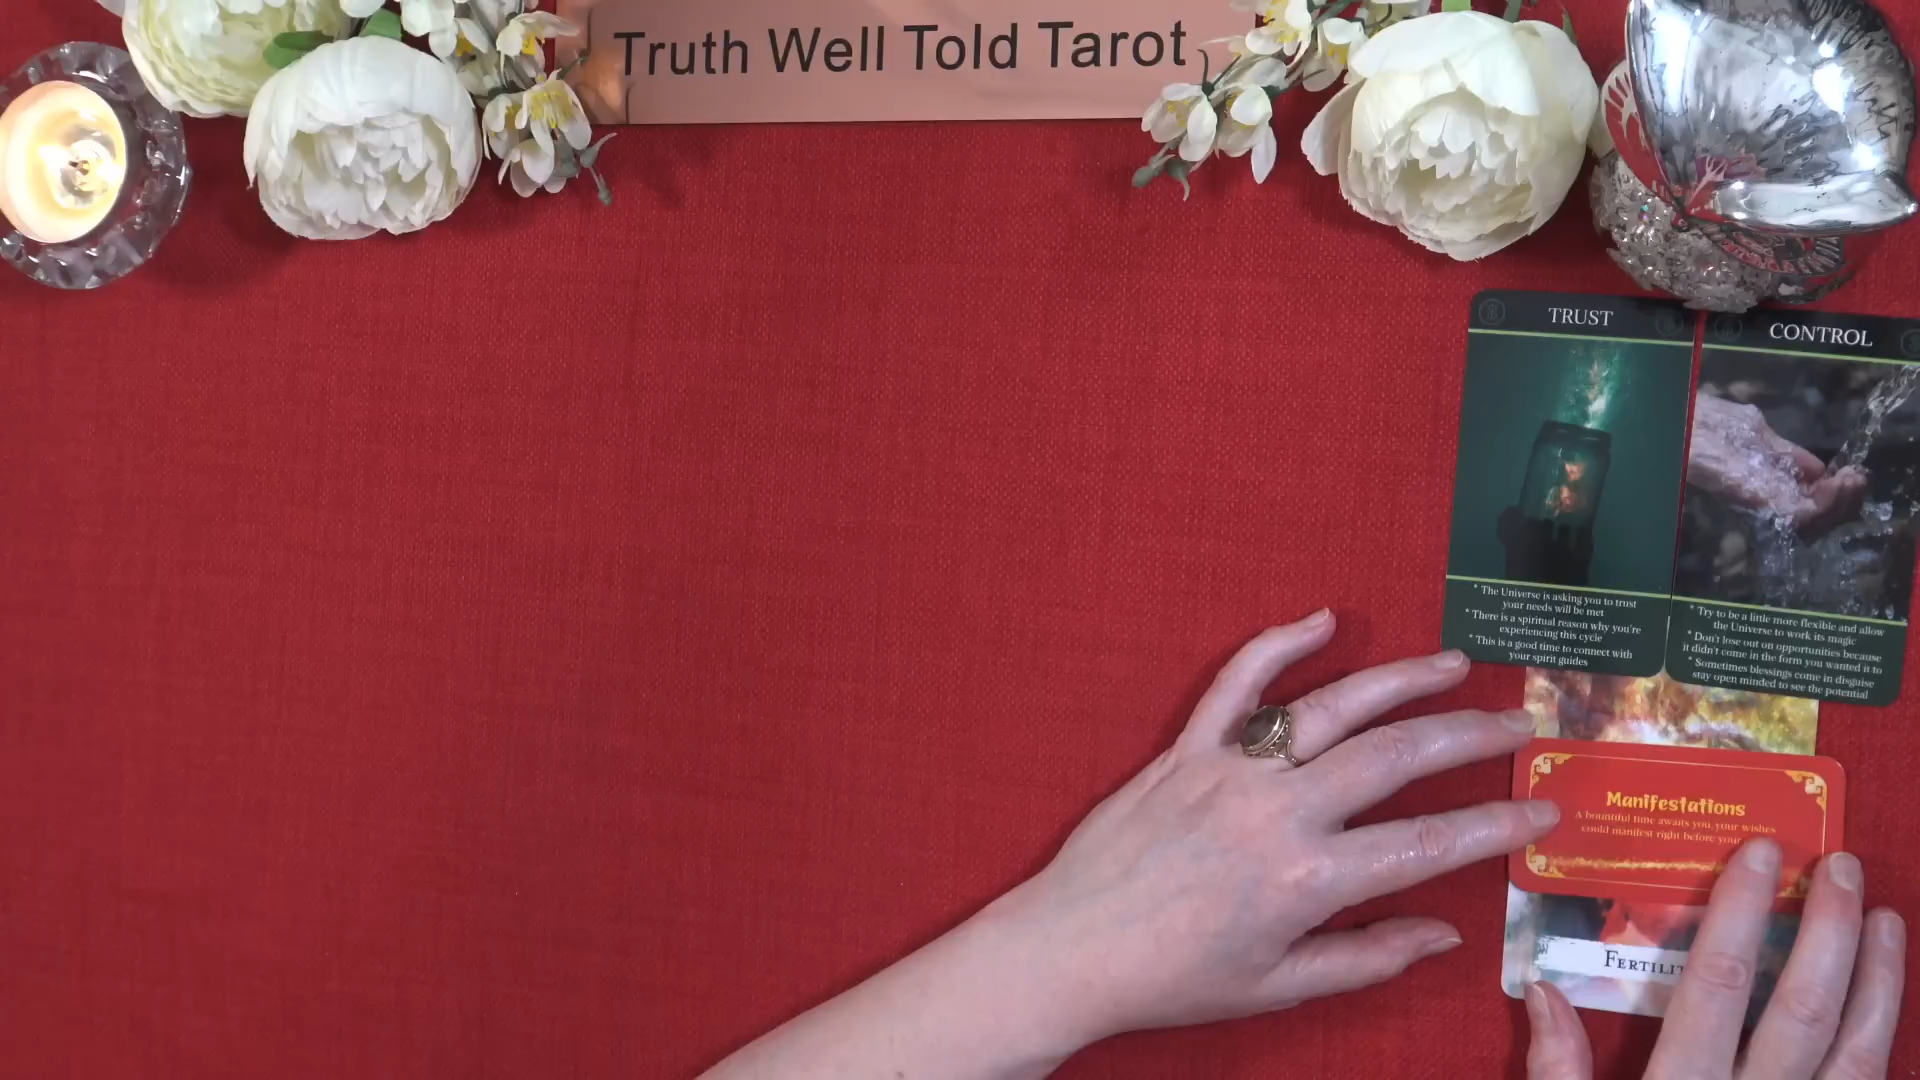 Truth Well Told Tarot
TRUST
* The Universe is asking you to trust
your needs will be met
* There is a spiritual reason why you're
experiencing this cycle
* This is a good time to connect with
your spirit guides
CONTROL
* Try to be a little more flexible and allow
the Universe to work its magic
* Don't lose out on opportunities because
it didn't come in the form you wanted it to
* Sometimes blessings come in disguise
stay open minded to see the potential
Manifestations
A bountiful time awaits you, your wishes
could manifest right before your
FERTILIT